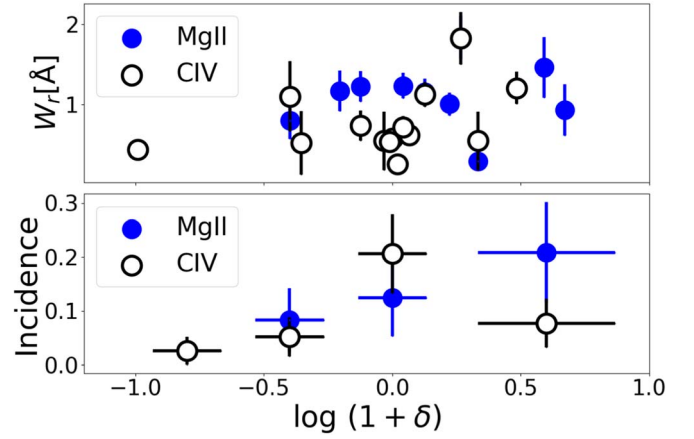 2
1
W_r[Å]
MgII
CIV
0.3
0.2
0.1
0.0
Incidence
MgII
CIV
−1.0 −0.5 0.0 0.5 1.0
log (1 + δ)